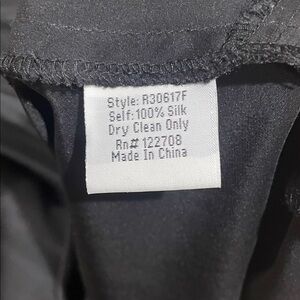 Style: R30617F
Self: 100% Silk
Dry Clean Only
Rn# 122708
Made In China